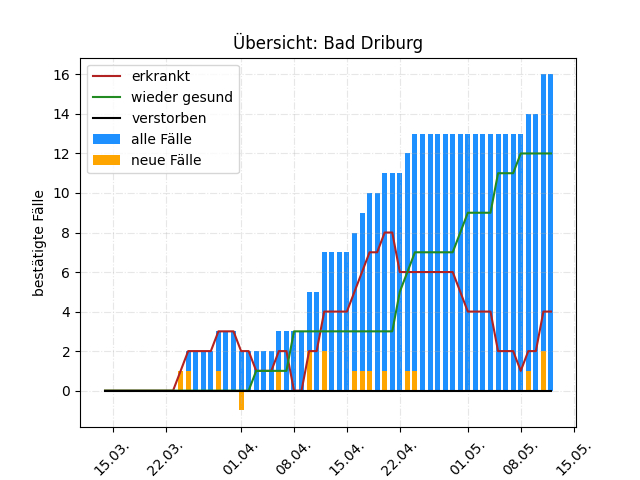 Übersicht: Bad Driburg
erkrankt
wieder gesund
verstorben
alle Fälle
neue Fälle
bestätigte Fälle
16
14
12
10
8
6
4
2
0
15.03.
22.03.
01.04.
08.04.
15.04.
22.04.
01.05.
08.05.
15.05.